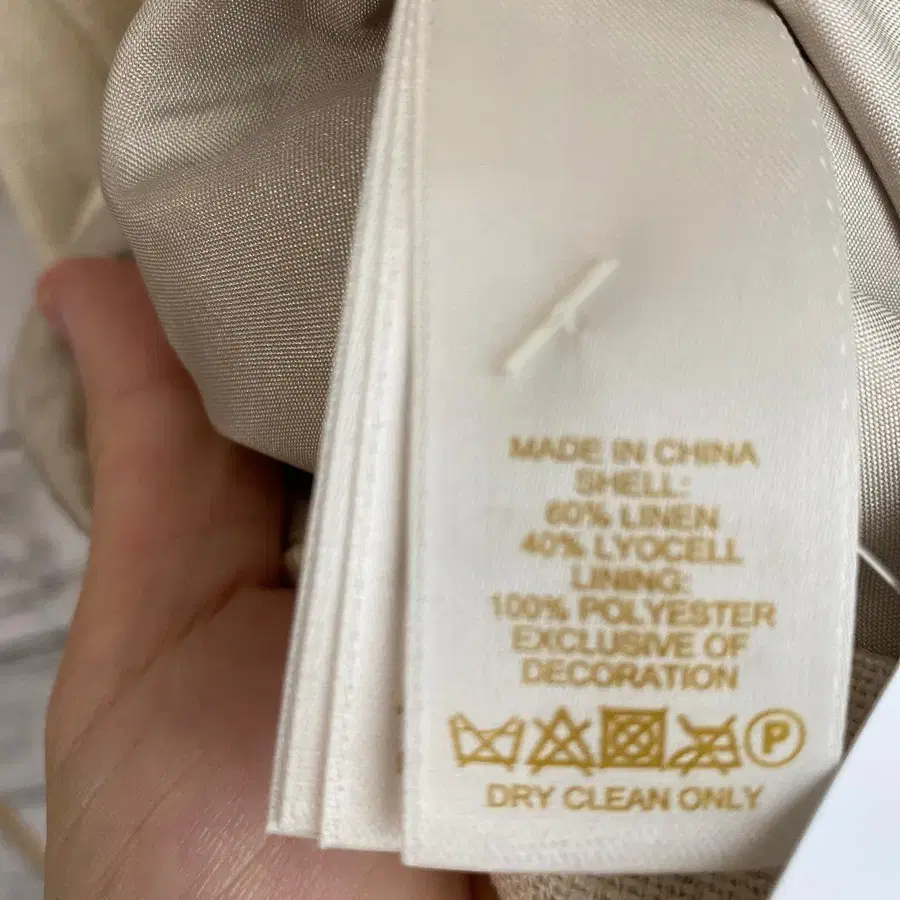 MADE IN CHINA
SHELL:
60% LINEN
40% LYOCELL
LINING:
100% POLYESTER
EXCLUSIVE OF
DECORATION
P
DRY CLEAN ONLY